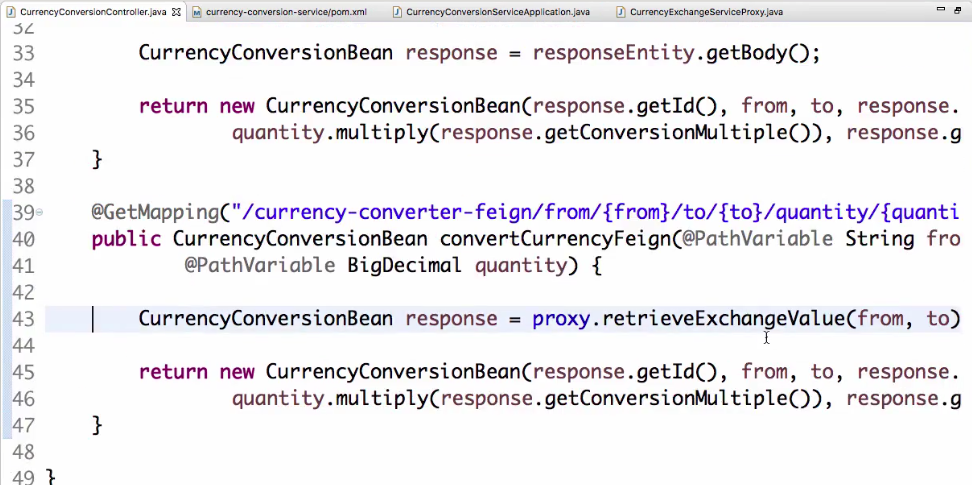 CurrencyConversionController.java currency-conversion-service/pom.xml CurrencyConversionServiceApplication.java CurrencyExchangeServiceProxy.java
32
33 CurrencyConversionBean response = responseEntity.getBody();
34
35 return new CurrencyConversionBean(response.getId(), from, to, response.
36 quantity.multiply(response.getConversionMultiple()), response.g
37 }
38
39 @GetMapping("/currency-converter-feign/from/{from}/to/{to}/quantity/{quanti
40 public CurrencyConversionBean convertCurrencyFeign(@PathVariable String fro
41 @PathVariable BigDecimal quantity) {
42
43 CurrencyConversionBean response = proxy.retrieveExchangeValue(from, to)
44
45 return new CurrencyConversionBean(response.getId(), from, to, response.
46 quantity.multiply(response.getConversionMultiple()), response.g
47 }
48
49 }